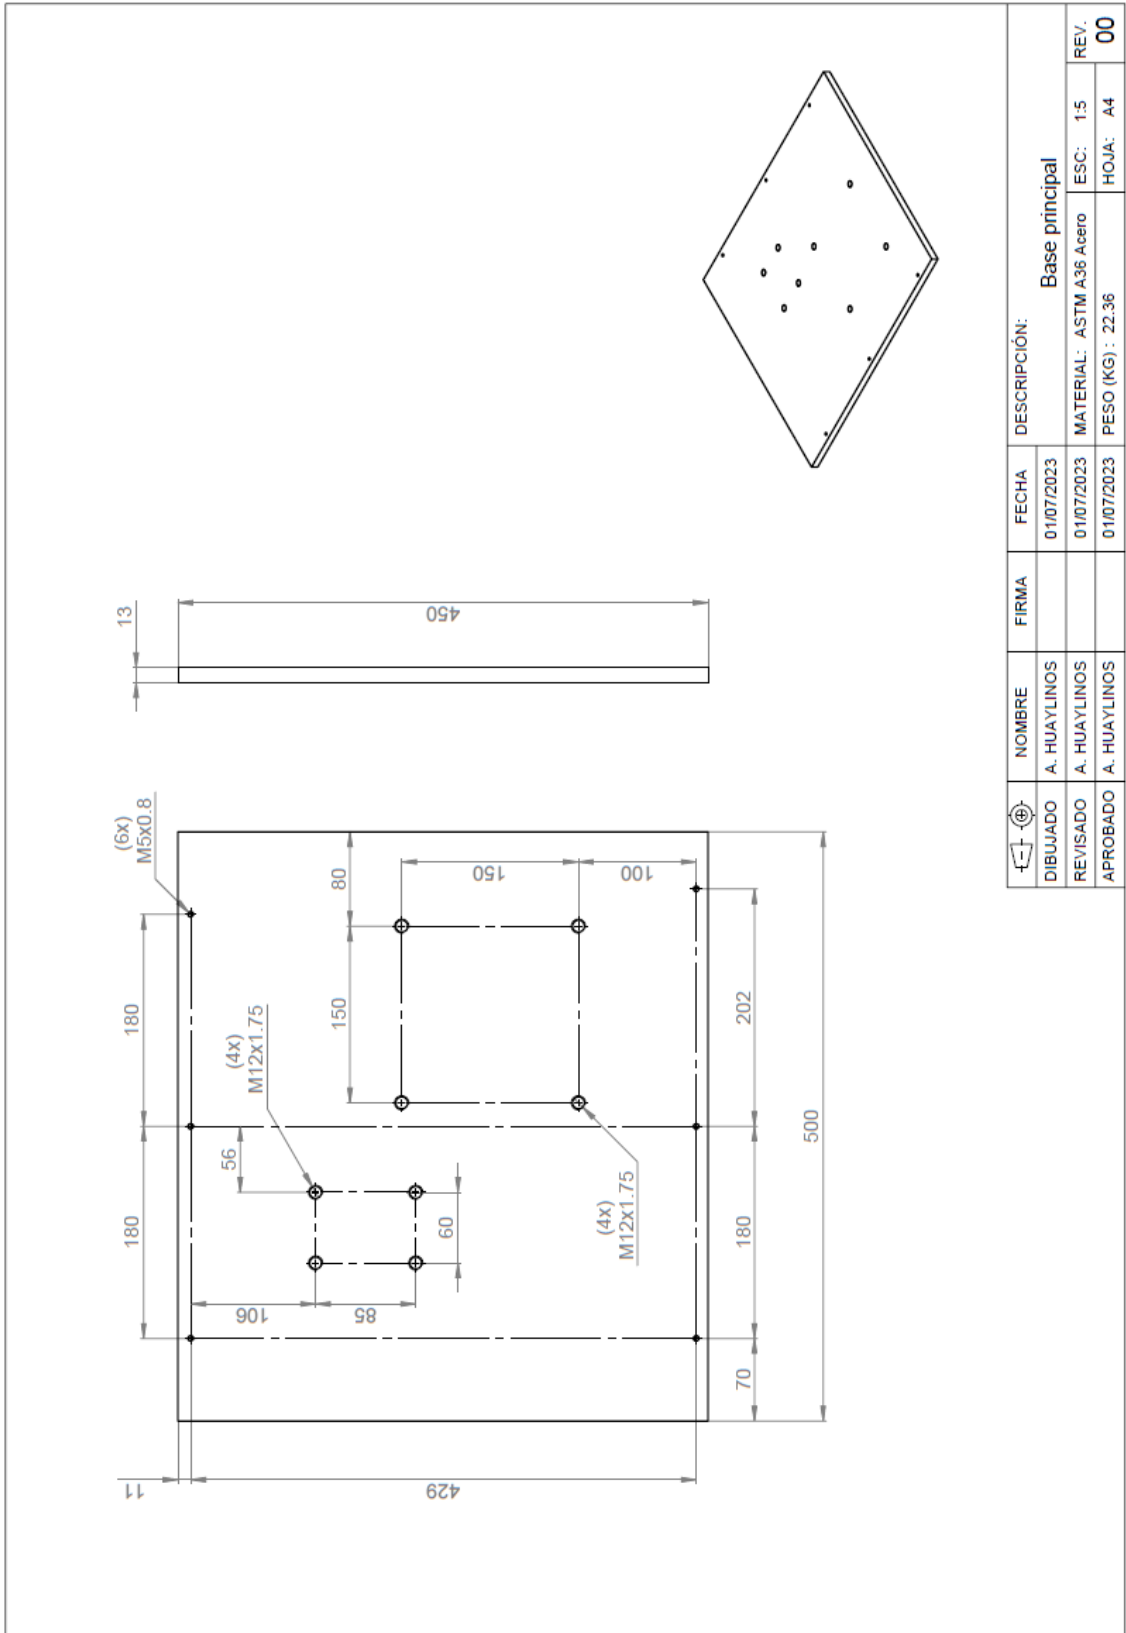 11
429
180
180
(6x)
M5x0.8
13
450
106
85
56
60
(4x)
M12x1.75
150
80
150
100
(4x)
M12x1.75
70
180
202
500
DIBUJADO
REVISADO
APROBADO
NOMBRE
A. HUAYLINOS
A. HUAYLINOS
A. HUAYLINOS
FIRMA
FECHA
01/07/2023
01/07/2023
01/07/2023
DESCRIPCIÓN:
Base principal
MATERIAL: ASTM A36 Acero
ESC: 1:5
REV.
00
PESO (KG) : 22.36
HOJA: A4